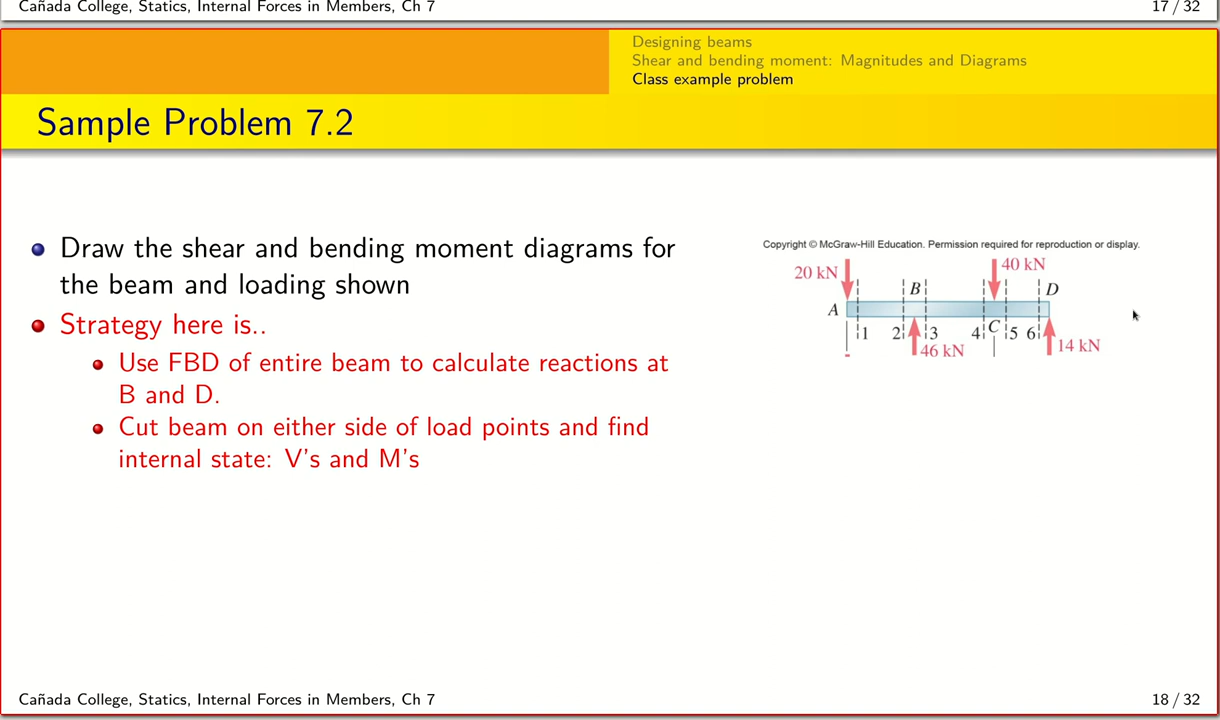 Cañada College, Statics, Internal Forces in Members, Ch 7
17 / 32
Designing beams
Shear and bending moment: Magnitudes and Diagrams
Class example problem
Sample Problem 7.2
Draw the shear and bending moment diagrams for
the beam and loading shown
Strategy here is..
Use FBD of entire beam to calculate reactions at
B and D.
Cut beam on either side of load points and find
internal state: V's and M's
Copyright © McGraw-Hill Education. Permission required for reproduction or display.
20 kN
40 kN
B
D
A
1
2
3
4
C
5
6
46 kN
14 kN
Cañada College, Statics, Internal Forces in Members, Ch 7
18 / 32